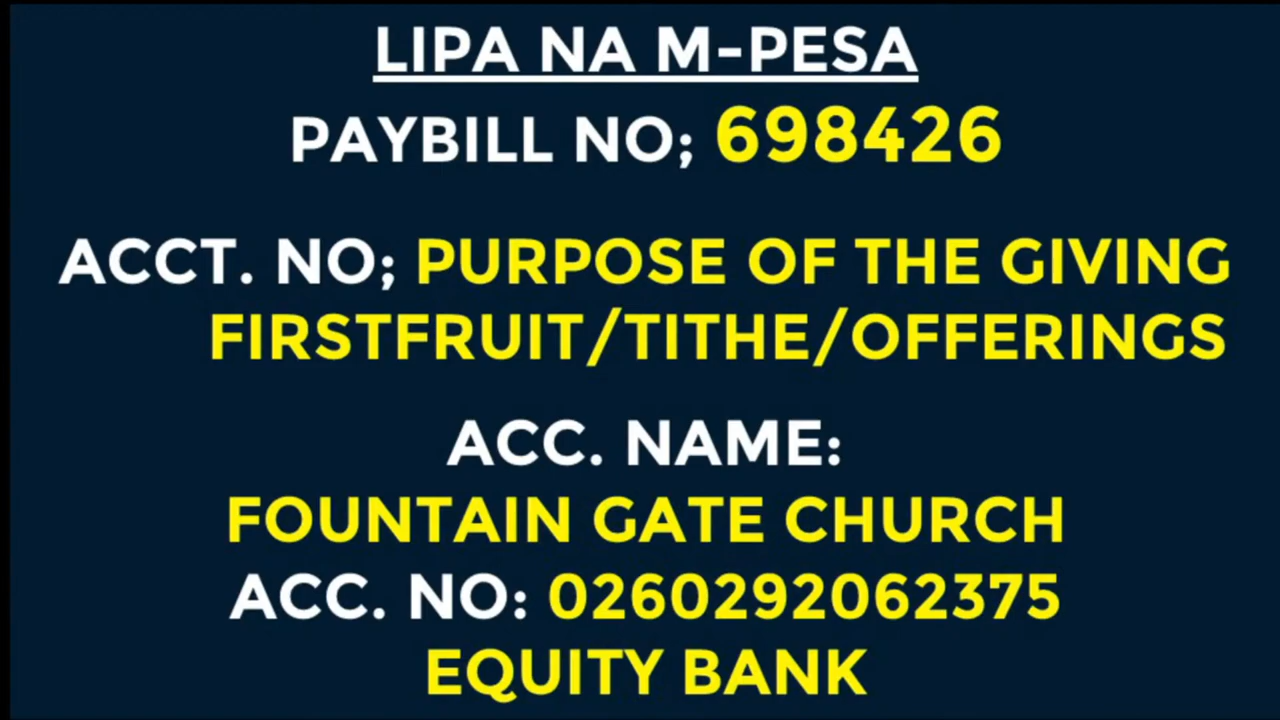 LIPA NA M-PESA
PAYBILL NO; 698426
ACCT. NO; PURPOSE OF THE GIVING
FIRSTFRUIT/TITHE/OFFERINGS
ACC. NAME:
FOUNTAIN GATE CHURCH
ACC. NO: 0260292062375
EQUITY BANK